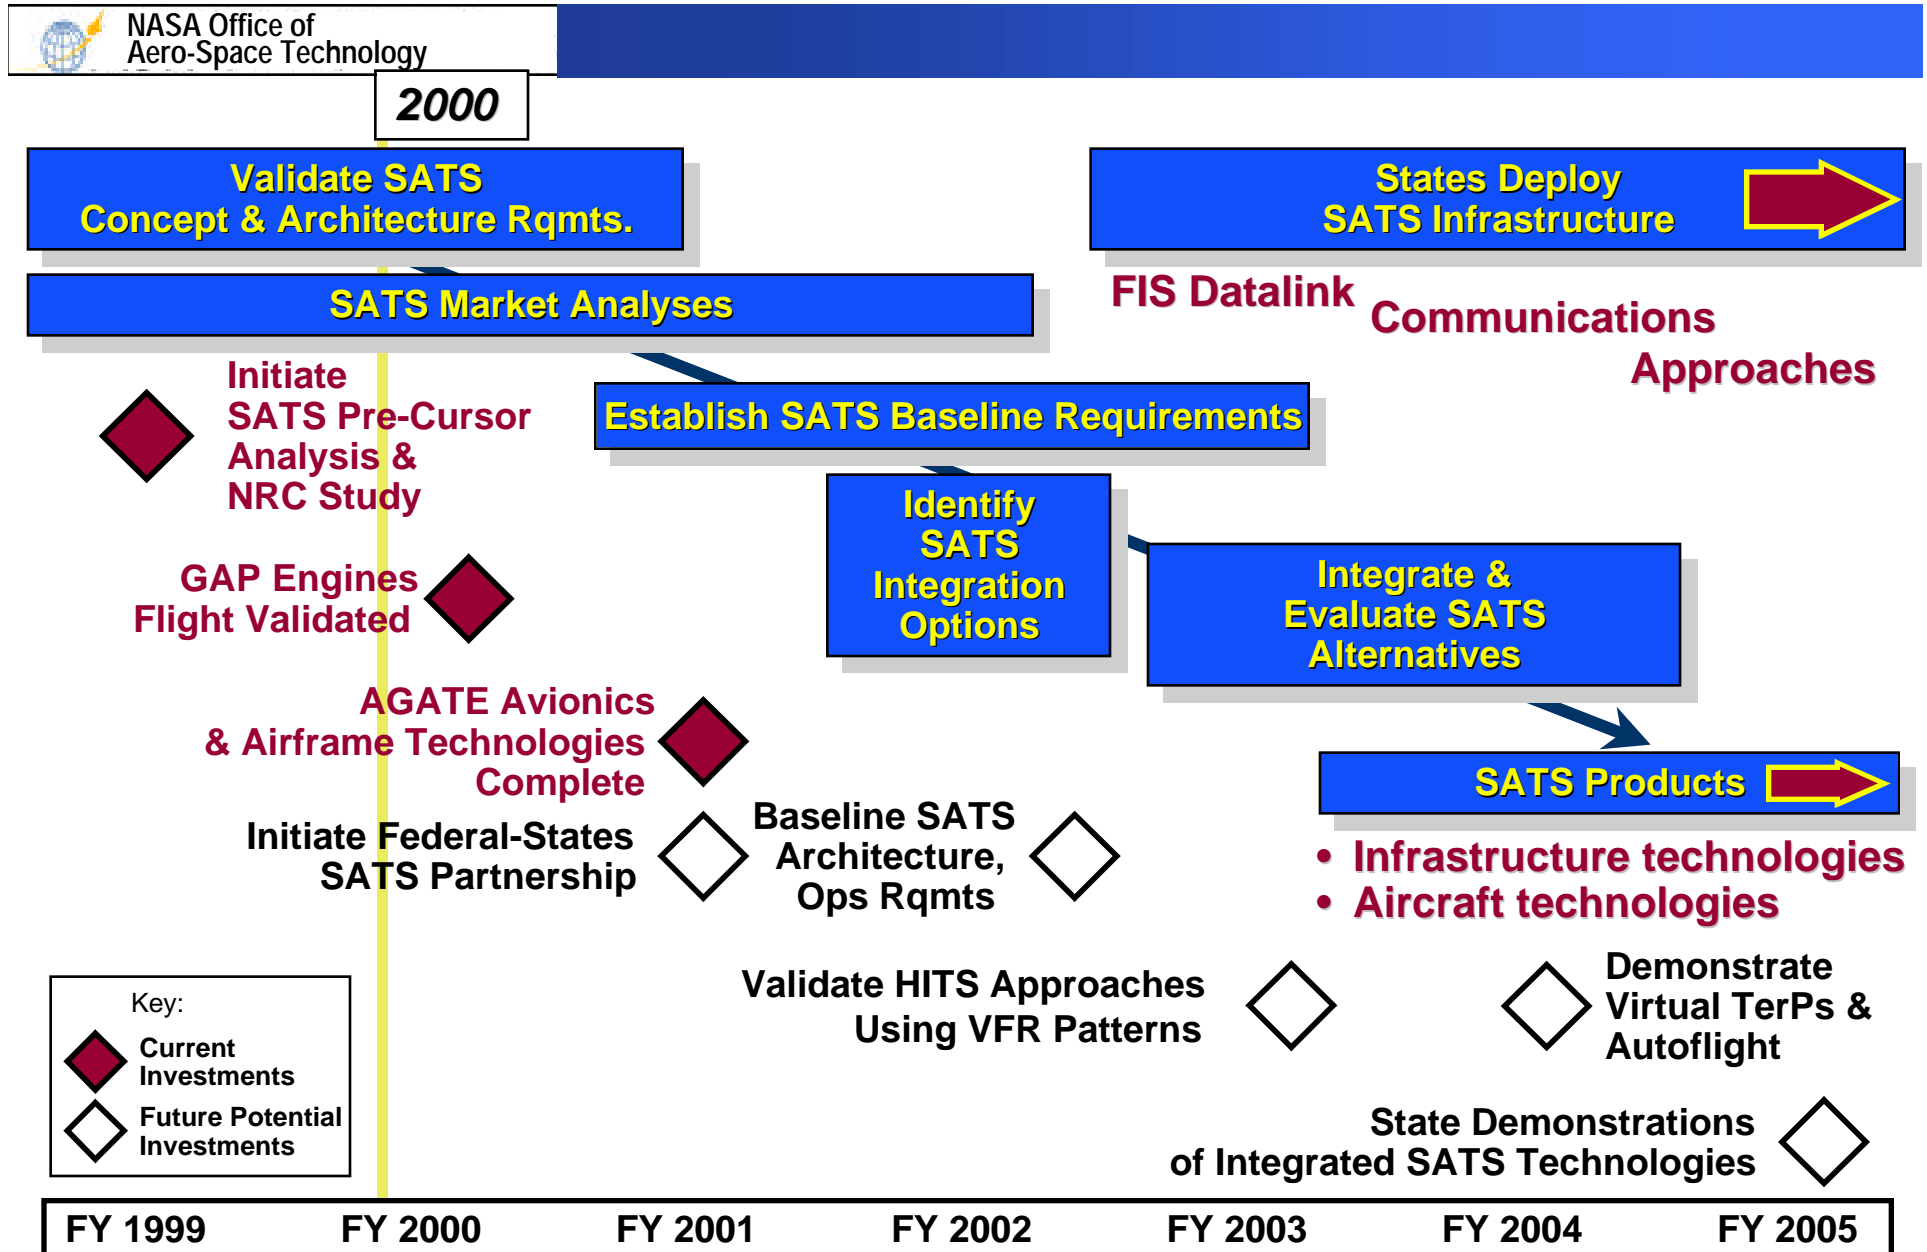 NASA Office of
Aero-Space Technology
2000
Validate SATS
Concept & Architecture Rqmts.
States Deploy
SATS Infrastructure
SATS Market Analyses
FIS Datalink
Communications
Approaches
Initiate
SATS Pre-Cursor
Analysis &
NRC Study
Establish SATS Baseline Requirements
Identify
SATS
Integration
Options
GAP Engines
Flight Validated
Integrate &
Evaluate SATS
Alternatives
AGATE Avionics
& Airframe Technologies
Complete
SATS Products
Initiate Federal-States
SATS Partnership
Baseline SATS
Architecture,
Ops Rqmts
• Infrastructure technologies
• Aircraft technologies
Validate HITS Approaches
Using VFR Patterns
Demonstrate
Virtual TerPs &
Autoflight
Key:
Current
Investments
Future Potential
Investments
State Demonstrations
of Integrated SATS Technologies
FY 1999 FY 2000 FY 2001 FY 2002 FY 2003 FY 2004 FY 2005